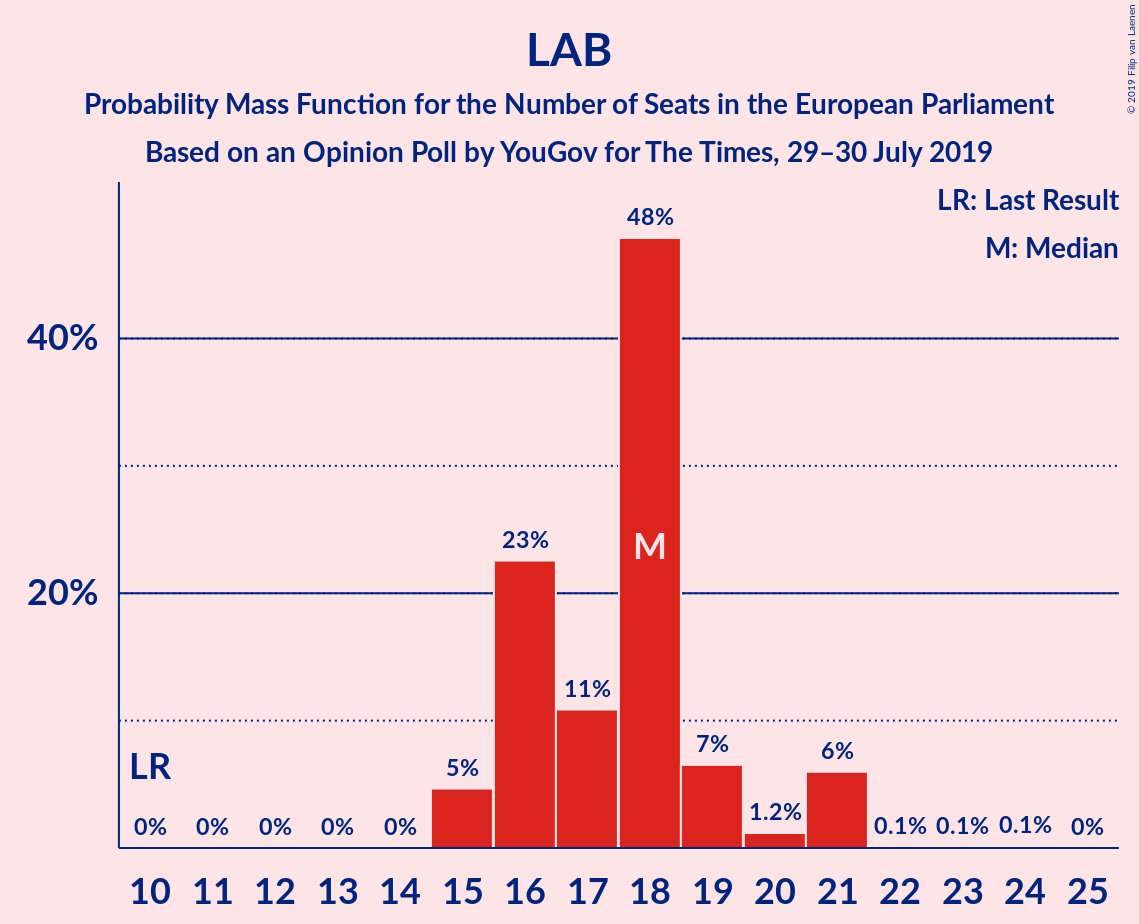 LAB
Probability Mass Function for the Number of Seats in the European Parliament
Based on an Opinion Poll by YouGov for The Times, 29–30 July 2019
© 2019 Filip van Laenen
LR: Last Result
M: Median
48%
40%
M
23%
20%
11%
7%
6%
LR
5%
1.2%
0% 0% 0% 0% 0% 0.1% 0.1% 0.1% 0%
10 11 12 13 14 15 16 17 18 19 20 21 22 23 24 25